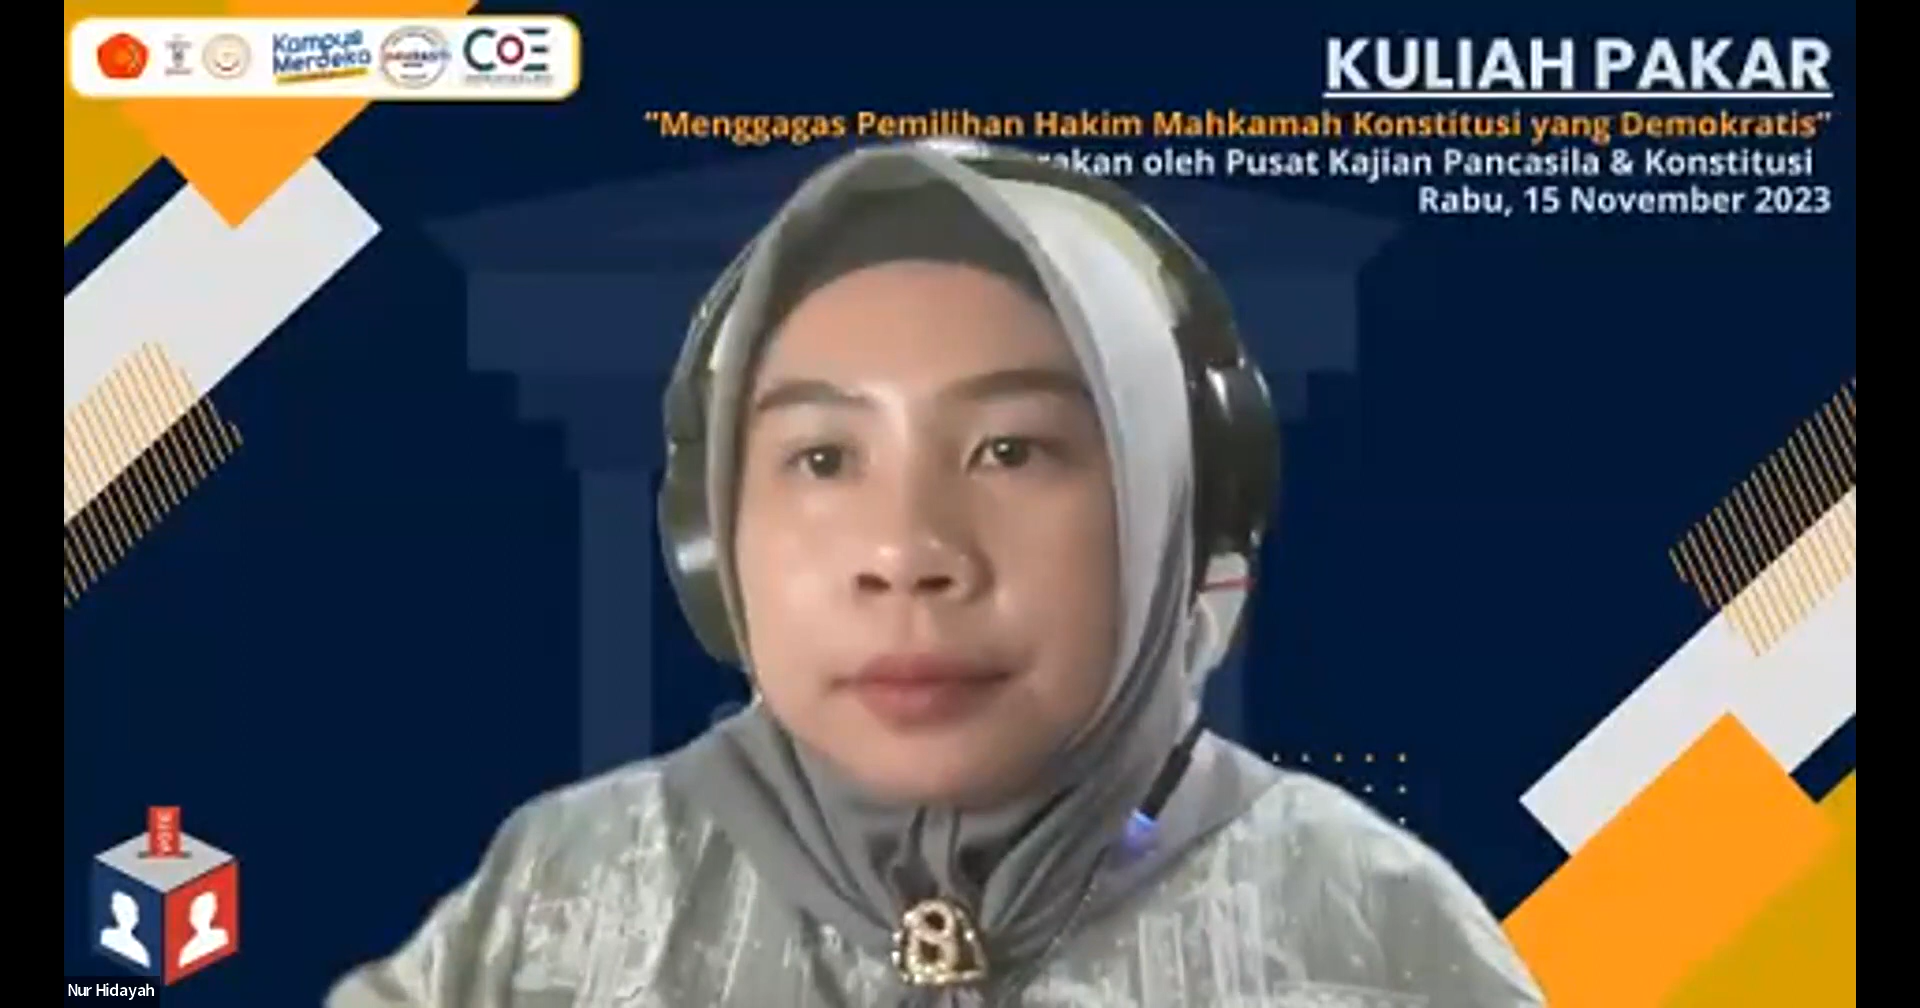 Kampus
Merdeka
COE
KULIAH PAKAR
"Menggagas Pemilihan Hakim Mahkamah Konstitusi yang Demokratis"
oleh Pusat Kajian Pancasila & Konstitusi
Rabu, 15 November 2023
VOTE
Nur Hidayah